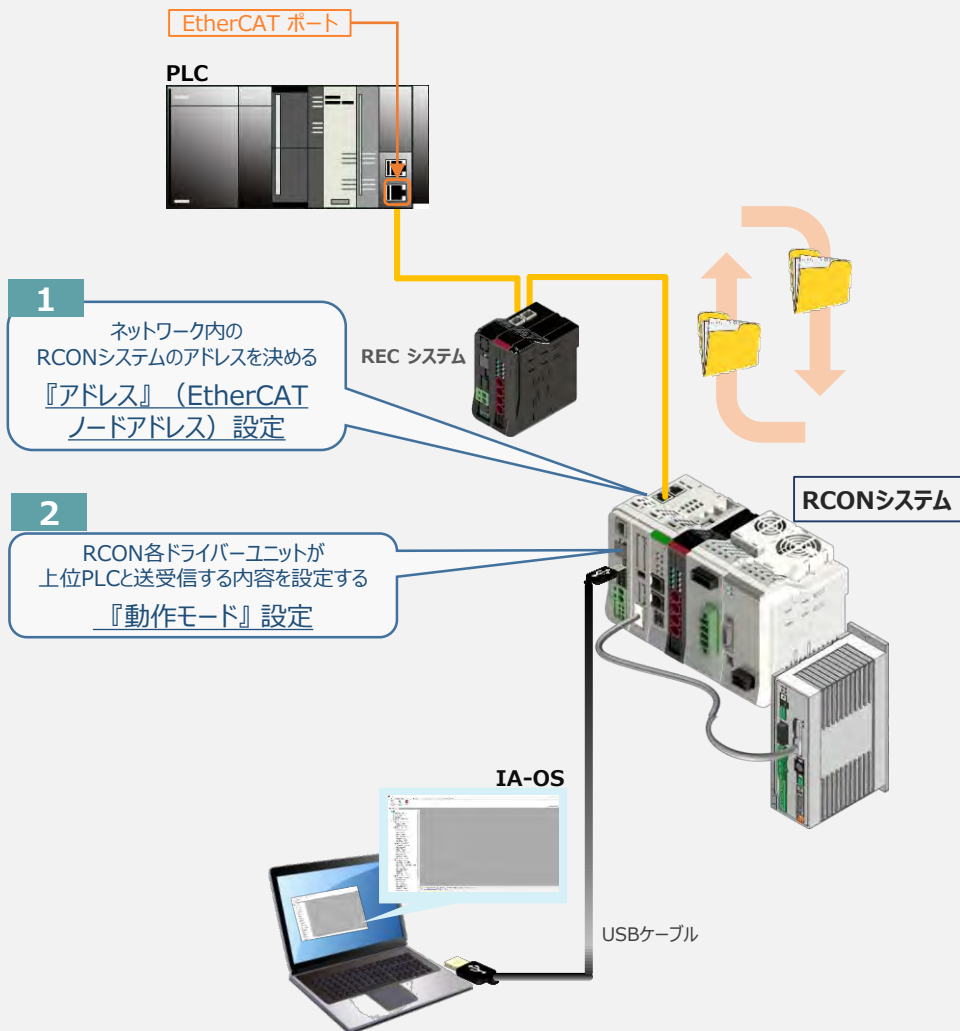 EtherCAT ポート
PLC
1
ネットワーク内の
RCONシステムのアドレスを決める
『アドレス』（EtherCAT
ノードアドレス）設定
REC システム
RCONシステム
2
RCON各ドライバーユニットが
上位PLCと送受信する内容を設定する
『動作モード』設定
IA-OS
USBケーブル